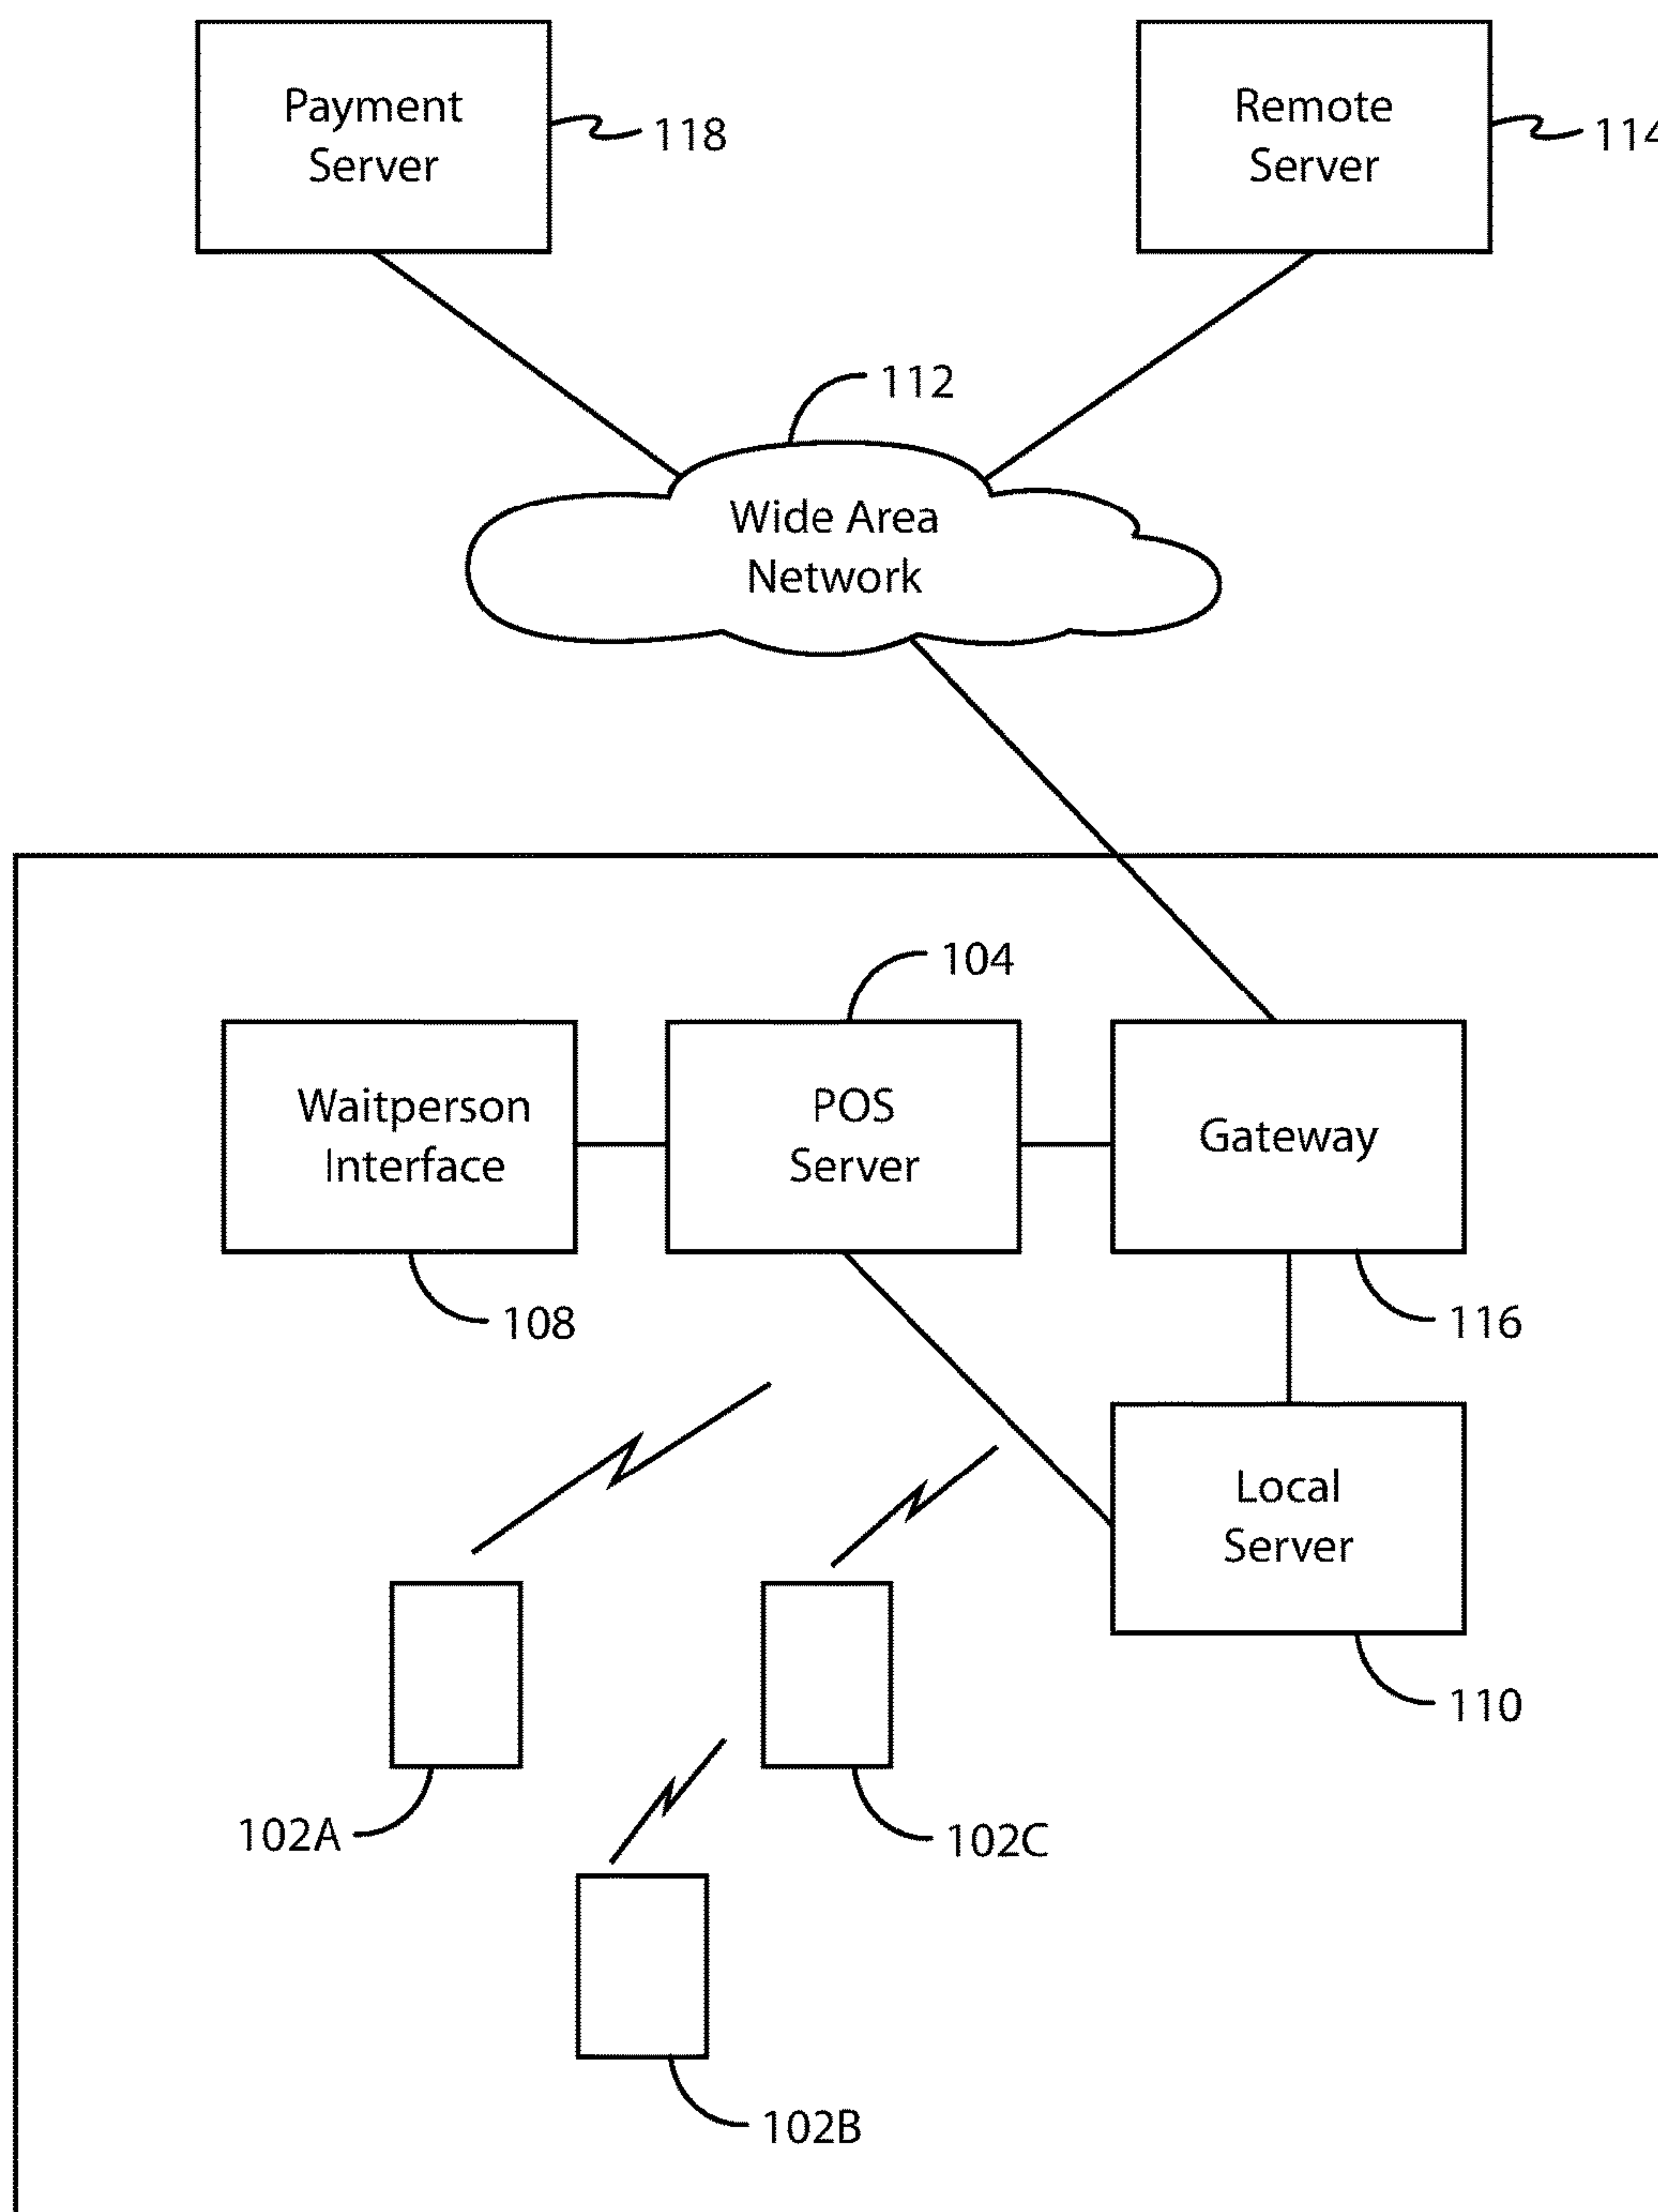 Payment
Server
118
Remote
Server
114
112
Wide Area
Network
104
Waitperson
Interface
POS
Server
Gateway
108
116
Local
Server
110
102A
102C
102B